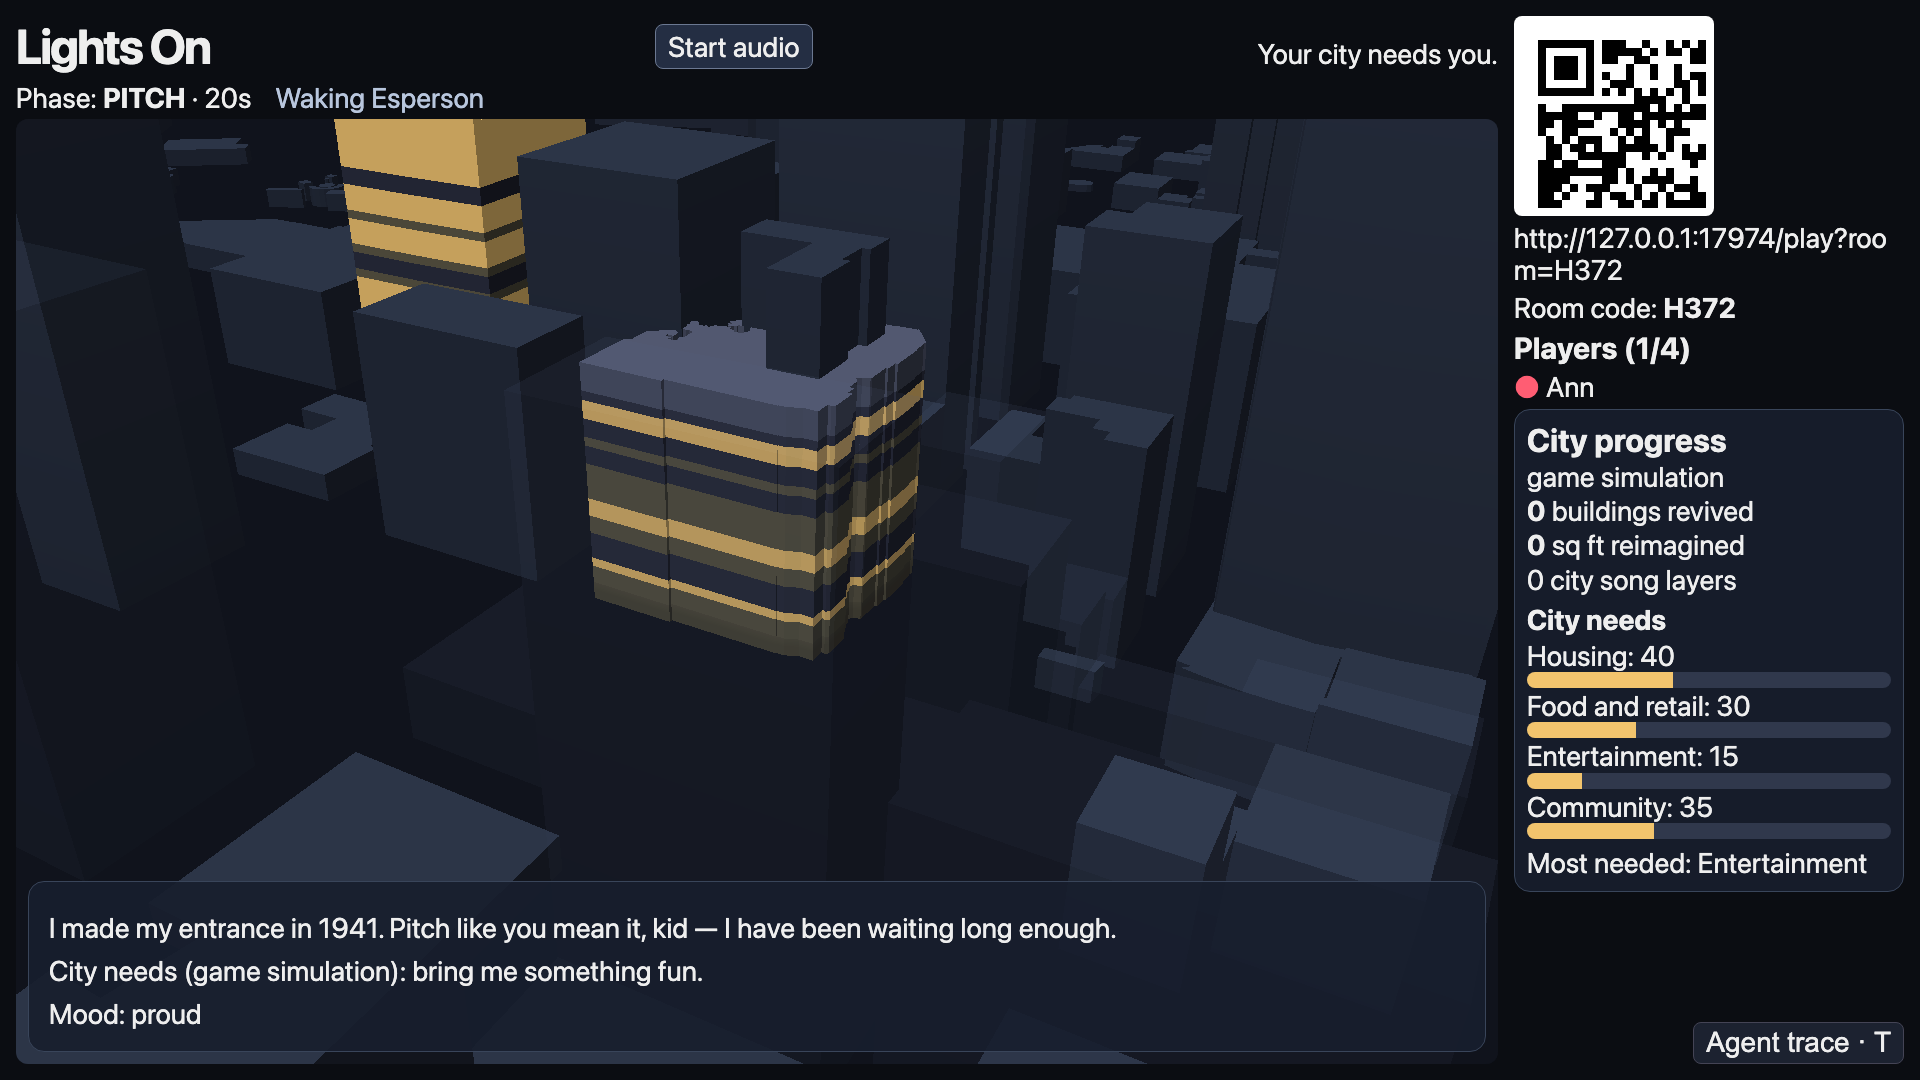 Lights On
Start audio
Your city needs you.
Phase: PITCH · 20s Waking Esperson
http://127.0.0.1:17974/play?roo
m=H372
Room code: H372
Players (1/4)
Ann
City progress
game simulation
0 buildings revived
0 sq ft reimagined
0 city song layers
City needs
Housing: 40
Food and retail: 30
Entertainment: 15
Community: 35
Most needed: Entertainment
I made my entrance in 1941. Pitch like you mean it, kid — I have been waiting long enough.
City needs (game simulation): bring me something fun.
Mood: proud
Agent trace · T